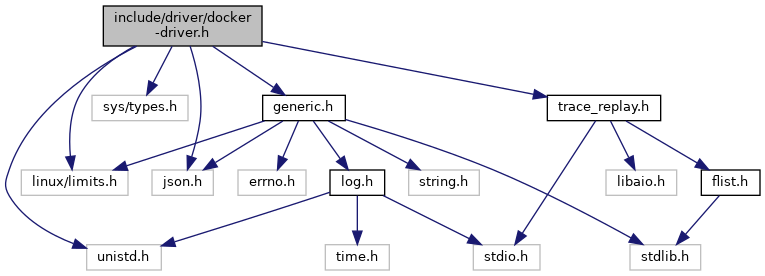 include/driver/docker
-driver.h
sys/types.h
generic.h
trace_replay.h
linux/limits.h
json.h
errno.h
log.h
string.h
libaio.h
flist.h
unistd.h
time.h
stdio.h
stdlib.h